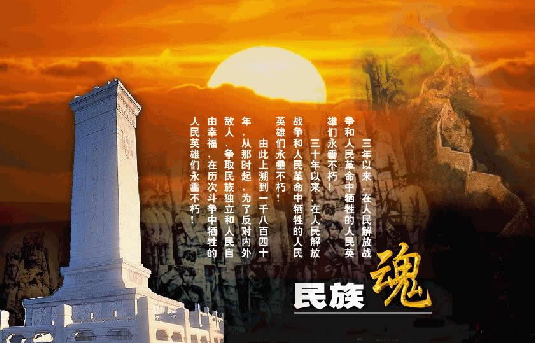 三年以来，在人民解放战
争和人民革命中牺牲的人民英
雄们永垂不朽！
三十年以来，在人民解放
战争和人民革命中牺牲的人民
英雄们永垂不朽！
由此上溯到一千八百四十
年，从那时起，为了反对内外
敌人，争取民族独立和人民自
由幸福，在历次斗争中牺牲的
人民英雄们永垂不朽！
民族魂